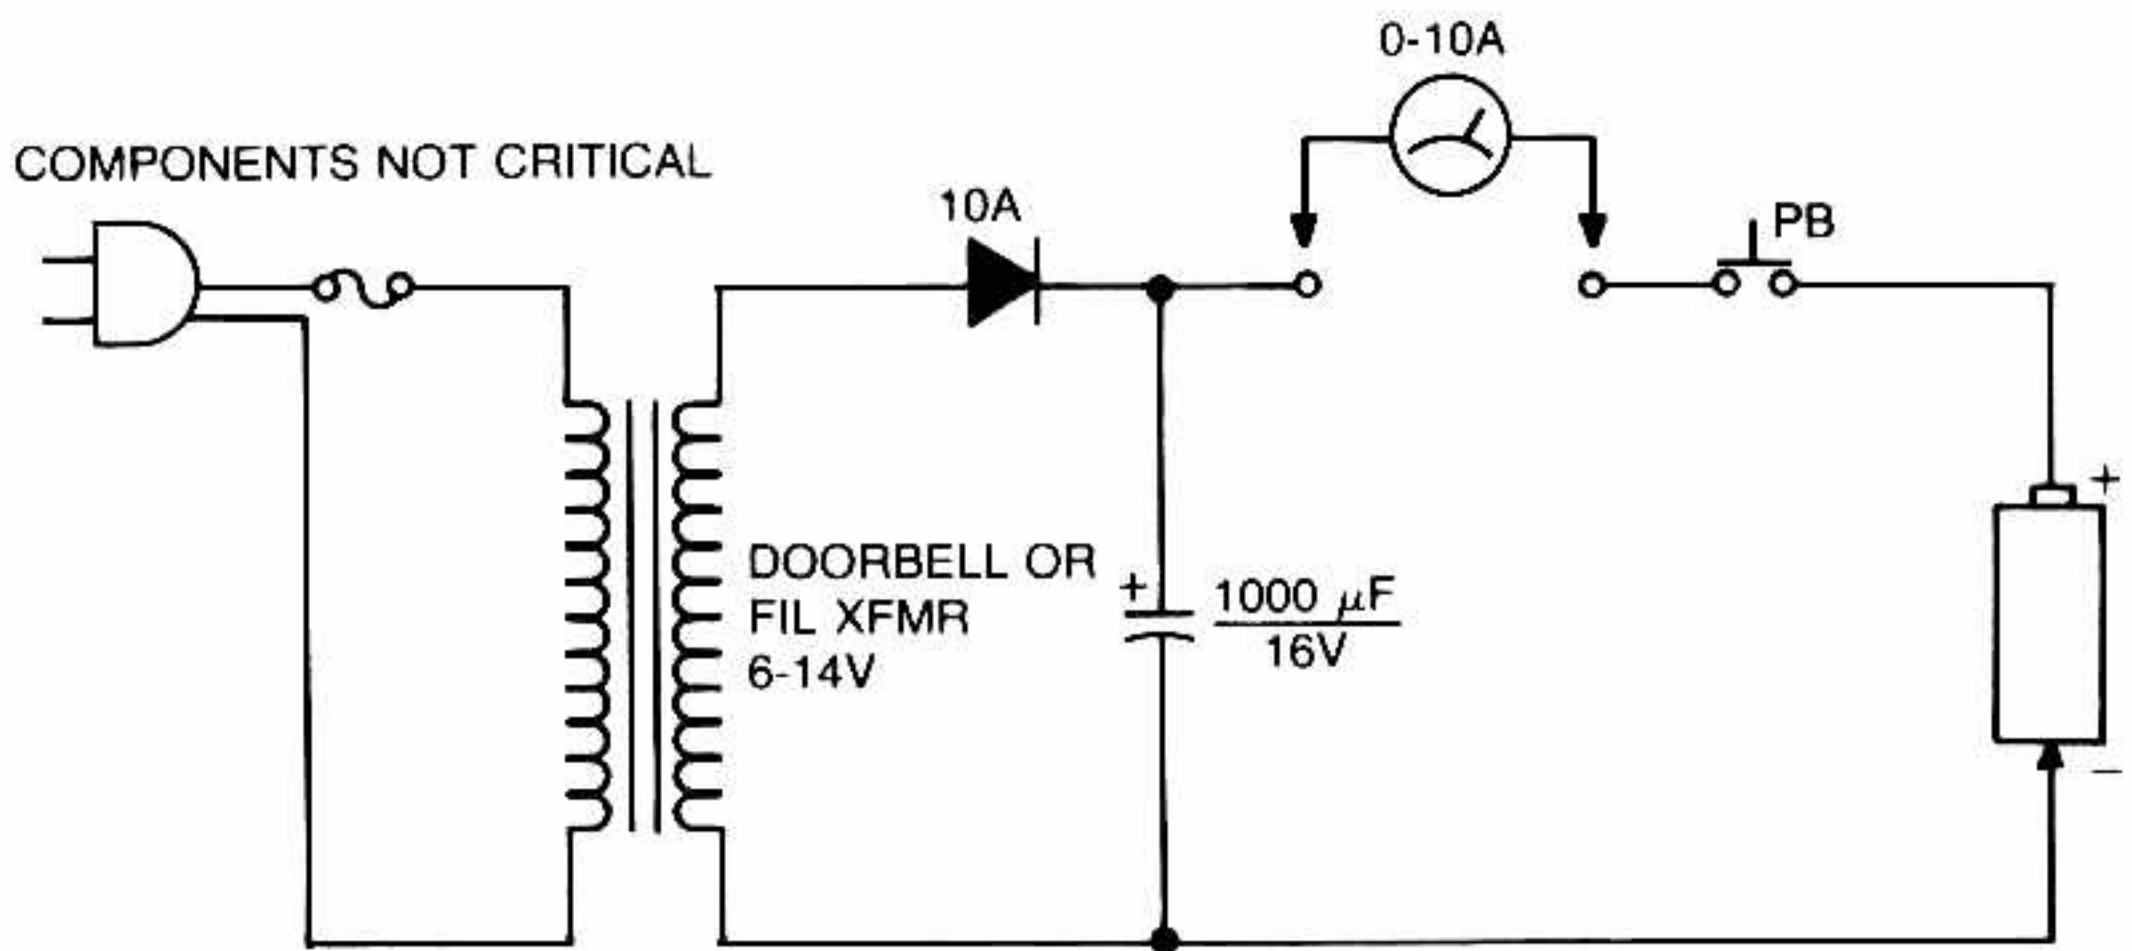 0-10A
COMPONENTS NOT CRITICAL
10A
PB
DOORBELL OR
FIL XFMR
6-14V
+
1000 μF
16V
+
−